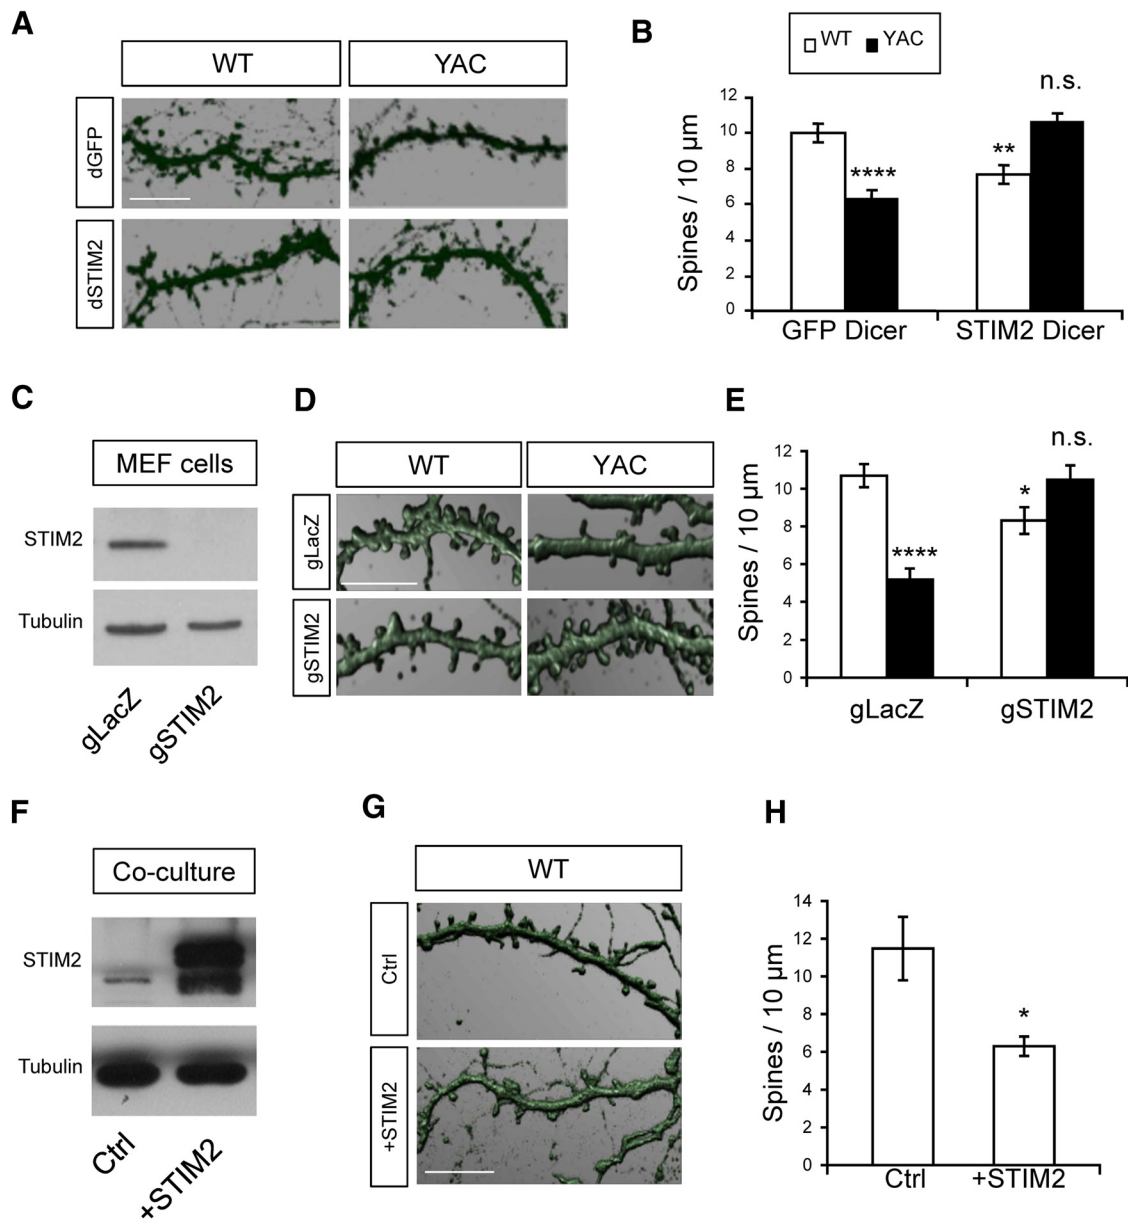 A
WT
YAC
dGFP
dSTIM2
B
WT
YAC
Spines / 10 µm
12
10
8
6
4
2
0
****
**
n.s.
GFP Dicer
STIM2 Dicer
C
MEF cells
STIM2
Tubulin
gLacZ
gSTIM2
D
WT
YAC
gLacZ
gSTIM2
E
Spines / 10 µm
12
10
8
6
4
2
0
****
*
n.s.
gLacZ
gSTIM2
F
Co-culture
STIM2
Tubulin
Ctrl
+STIM2
G
WT
Ctrl
+STIM2
H
Spines / 10 µm
14
12
10
8
6
4
2
0
*
Ctrl
+STIM2